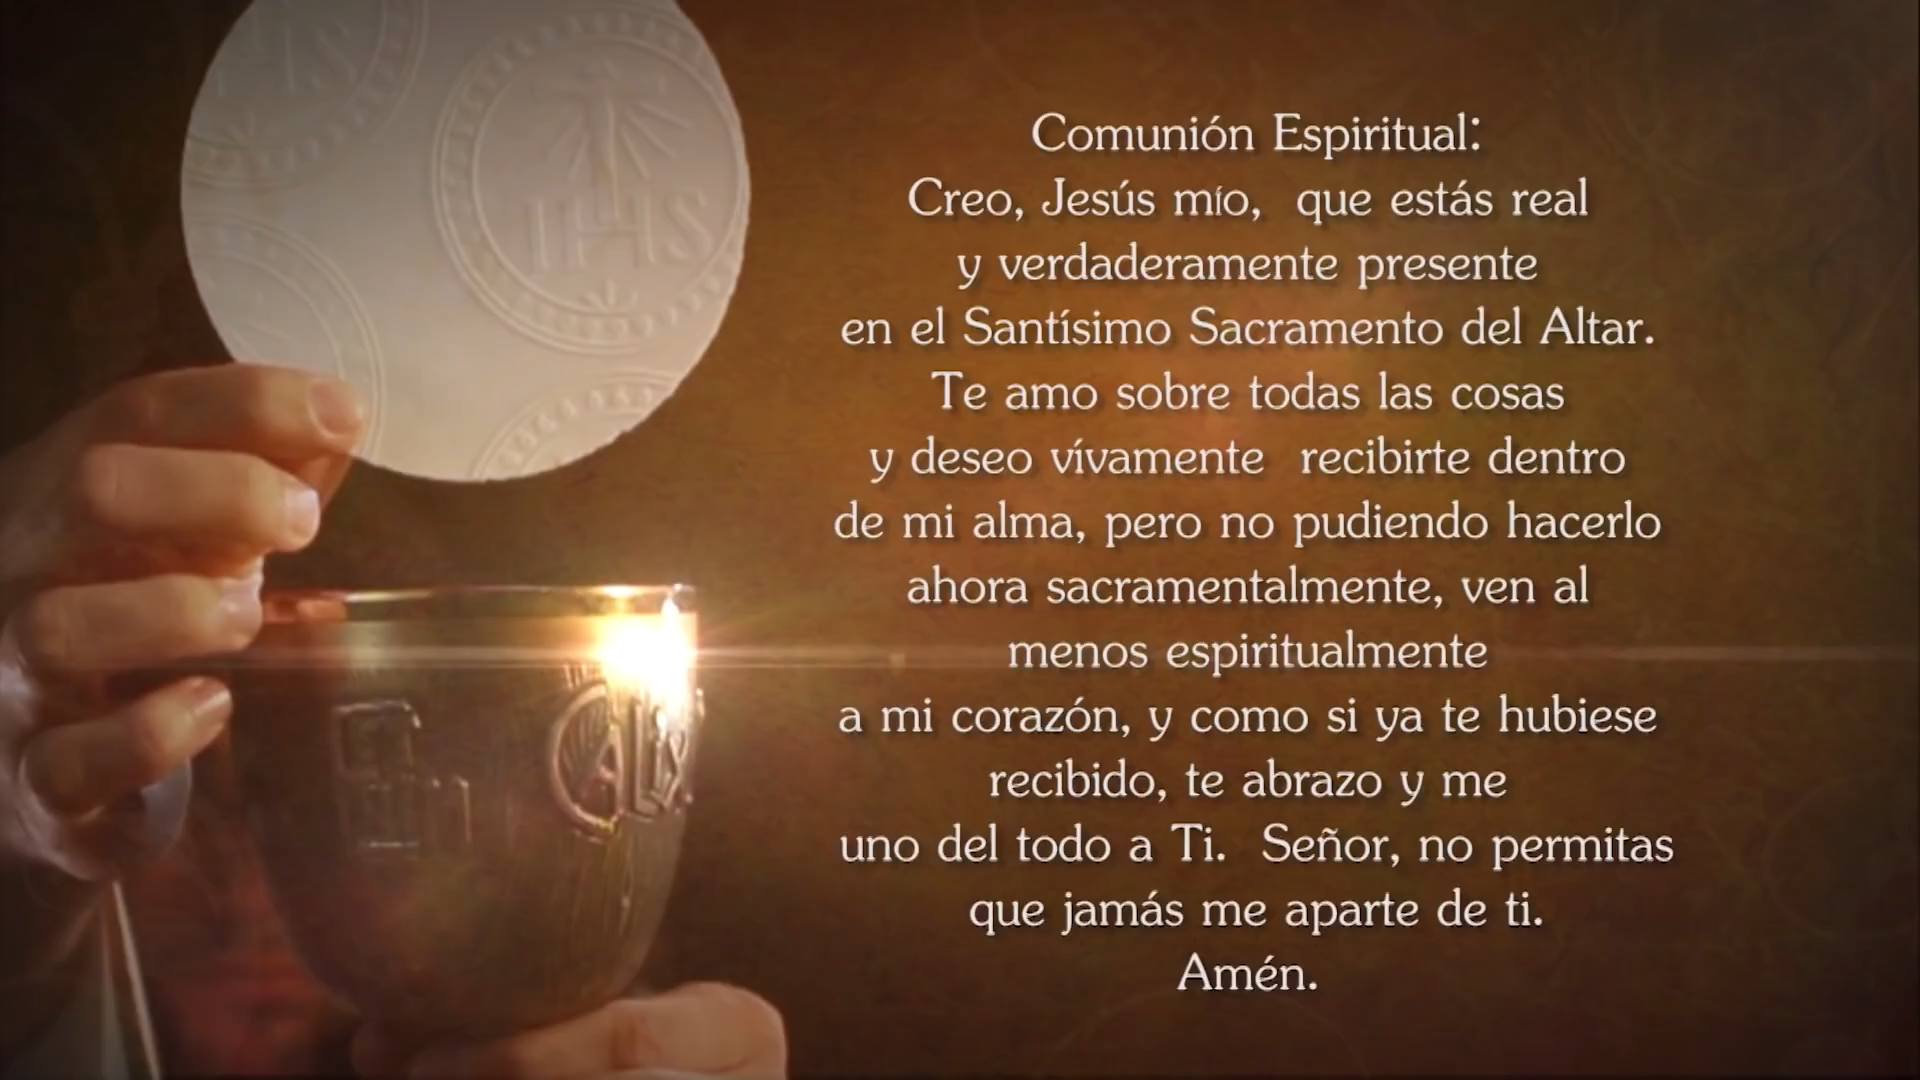 IHS
En
Calix
Comunión Espiritual:
Creo, Jesús mío, que estás real
y verdaderamente presente
en el Santísimo Sacramento del Altar.
Te amo sobre todas las cosas
y deseo vívamente recibirte dentro
de mi alma, pero no pudiendo hacerlo
ahora sacramentalmente, ven al
menos espiritualmente
a mi corazón, y como si ya te hubiese
recibido, te abrazo y me
uno del todo a Ti. Señor, no permitas
que jamás me aparte de ti.
Amén.